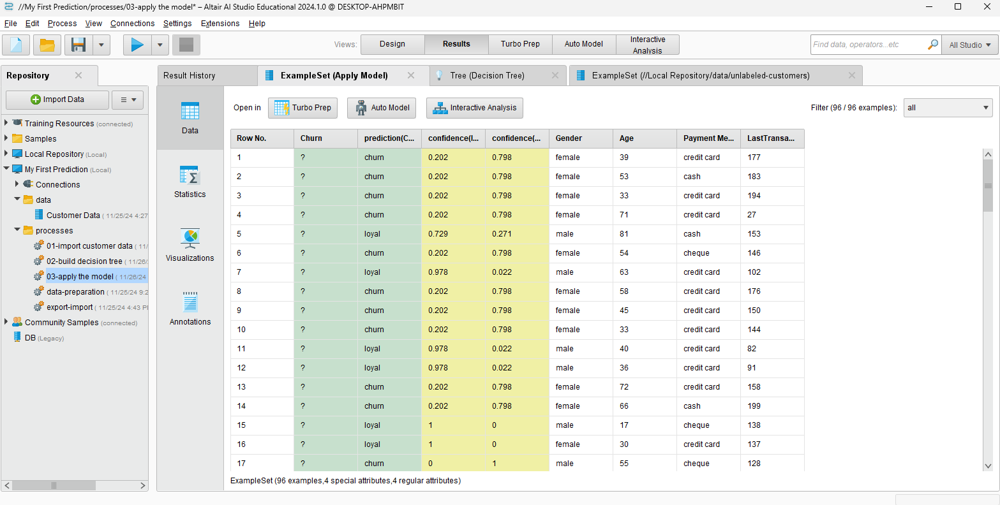 //My First Prediction/processes/03-apply the model* – Altair AI Studio Educational 2024.1.0 @ DESKTOP-AHPMBIT
File Edit Process View Connections Settings Extensions Help
Views: Design Results Turbo Prep Auto Model Interactive Analysis
Find data, operators...etc All Studio
Repository
Import Data
Training Resources (connected)
Samples
Local Repository (Local)
My First Prediction (Local)
Connections
data
Customer Data ( 11/25/24 4:27
processes
01-import customer data ( 11/
02-build decision tree ( 11/26/
03-apply the model ( 11/26/24
data-preparation ( 11/25/24 9:2
export-import ( 11/25/24 4:43 P
Community Samples (connected)
DB (Legacy)
Result History ExampleSet (Apply Model) Tree (Decision Tree) ExampleSet (//Local Repository/data/unlabeled-customers)
Data
Statistics
Visualizations
Annotations
Open in Turbo Prep Auto Model Interactive Analysis Filter (96 / 96 examples): all
Row No. Churn prediction(C... confidence(l... confidence(... Gender Age Payment Me... LastTransa...
1 ? churn 0.202 0.798 female 39 credit card 177
2 ? churn 0.202 0.798 female 53 cash 183
3 ? churn 0.202 0.798 female 33 credit card 194
4 ? churn 0.202 0.798 female 71 credit card 27
5 ? loyal 0.729 0.271 male 81 cash 153
6 ? churn 0.202 0.798 female 54 cheque 146
7 ? loyal 0.978 0.022 male 63 credit card 102
8 ? churn 0.202 0.798 female 58 credit card 176
9 ? churn 0.202 0.798 female 45 credit card 150
10 ? churn 0.202 0.798 female 33 credit card 144
11 ? loyal 0.978 0.022 male 40 credit card 82
12 ? loyal 0.978 0.022 male 36 credit card 91
13 ? churn 0.202 0.798 female 72 credit card 158
14 ? churn 0.202 0.798 female 66 cash 199
15 ? loyal 1 0 male 17 cheque 138
16 ? loyal 1 0 female 30 credit card 137
17 ? churn 0 1 male 55 cheque 128
ExampleSet (96 examples,4 special attributes,4 regular attributes)